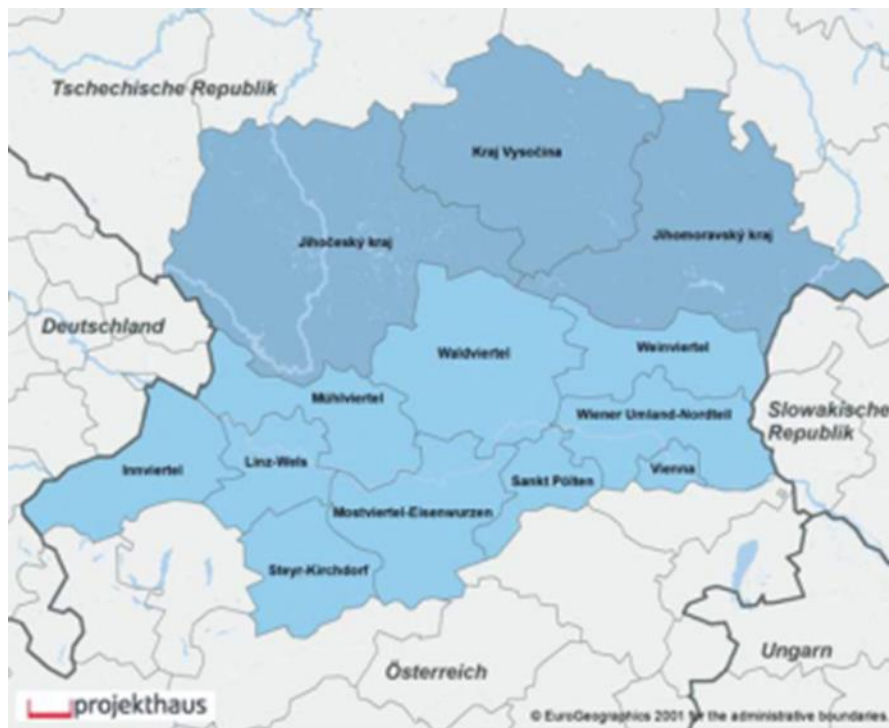 Tschechische Republik
Kraj Vysočina
Jihočeský kraj
Jihomoravský kraj
Deutschland
Waldviertel
Weinviertel
Mühlviertel
Wiener Umland-Nordteil
Slowakische
Republik
Innviertel
Linz-Wels
Sankt Pölten
Vienna
Mostviertel-Eisenwurzen
Steyr-Kirchdorf
Österreich
Ungarn
projekthaus
© EuroGeographics 2001 for the administrative boundaries